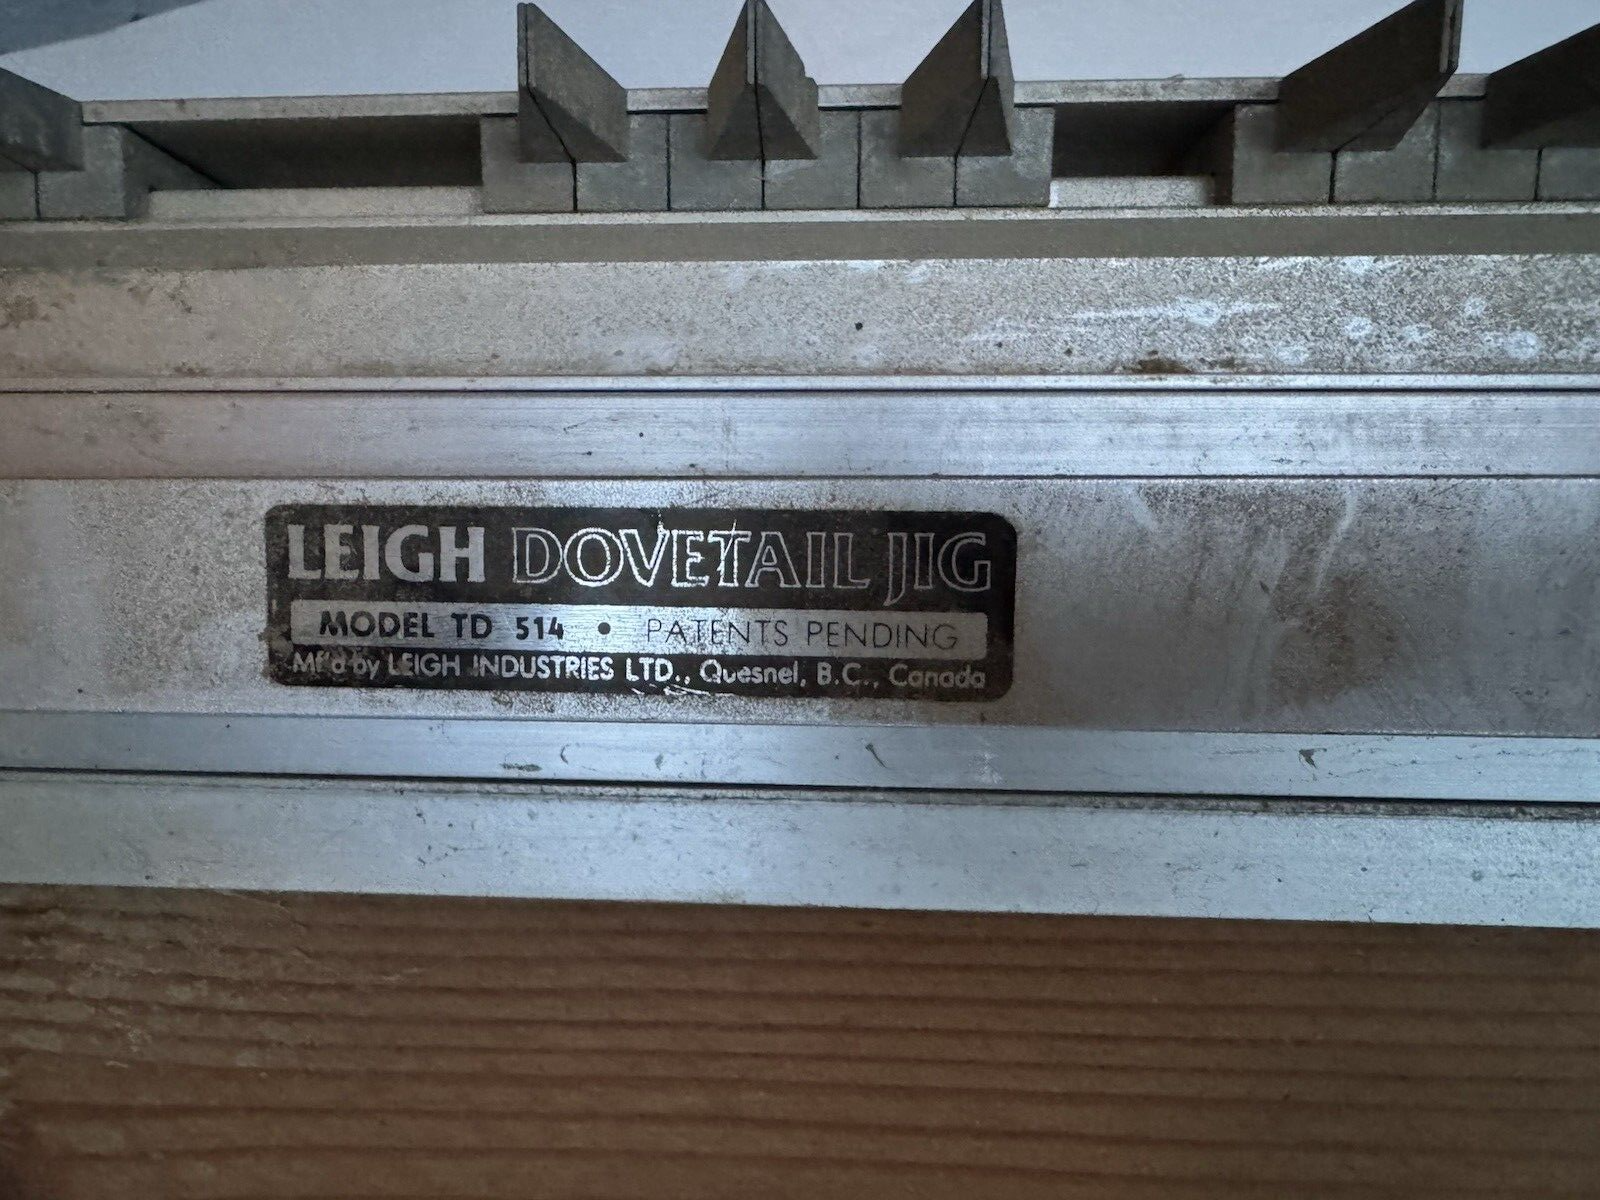 LEIGH DOVETAIL JIG
MODEL TD 514 • PATENTS PENDING
Mf'd by LEIGH INDUSTRIES LTD., Quesnel, B.C., Canada